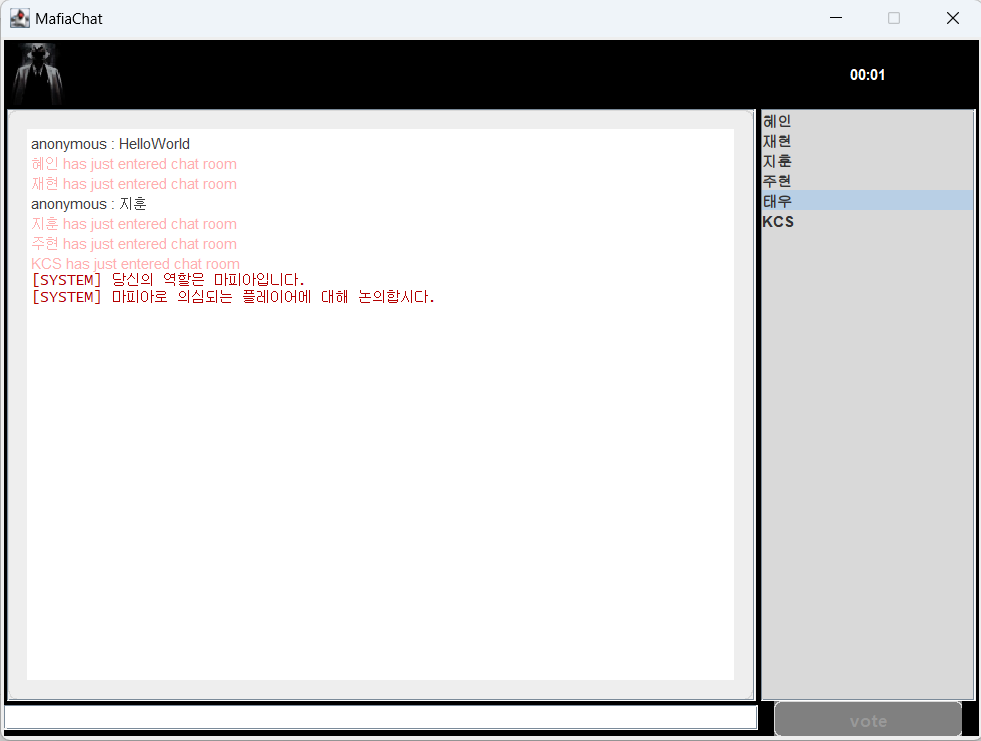 MafiaChat
00:01
anonymous : HelloWorld
혜인 has just entered chat room
재현 has just entered chat room
anonymous : 지훈
지훈 has just entered chat room
주현 has just entered chat room
KCS has just entered chat room
[SYSTEM] 당신의 역할은 마피아입니다.
[SYSTEM] 마피아로 의심되는 플레이어에 대해 논의합시다.
혜인
재현
지훈
주현
태우
KCS
vote